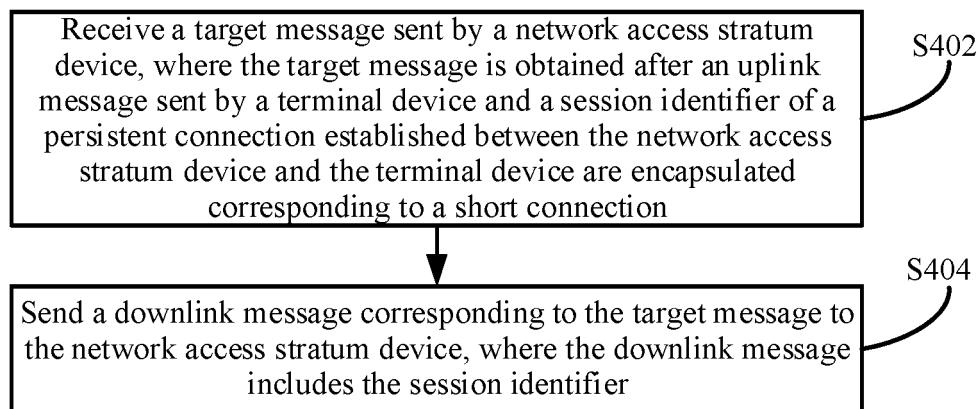 Receive a target message sent by a network access stratum
device, where the target message is obtained after an uplink
message sent by a terminal device and a session identifier of a
persistent connection established between the network access
stratum device and the terminal device are encapsulated
corresponding to a short connection
S402
Send a downlink message corresponding to the target message to
the network access stratum device, where the downlink message
includes the session identifier
S404